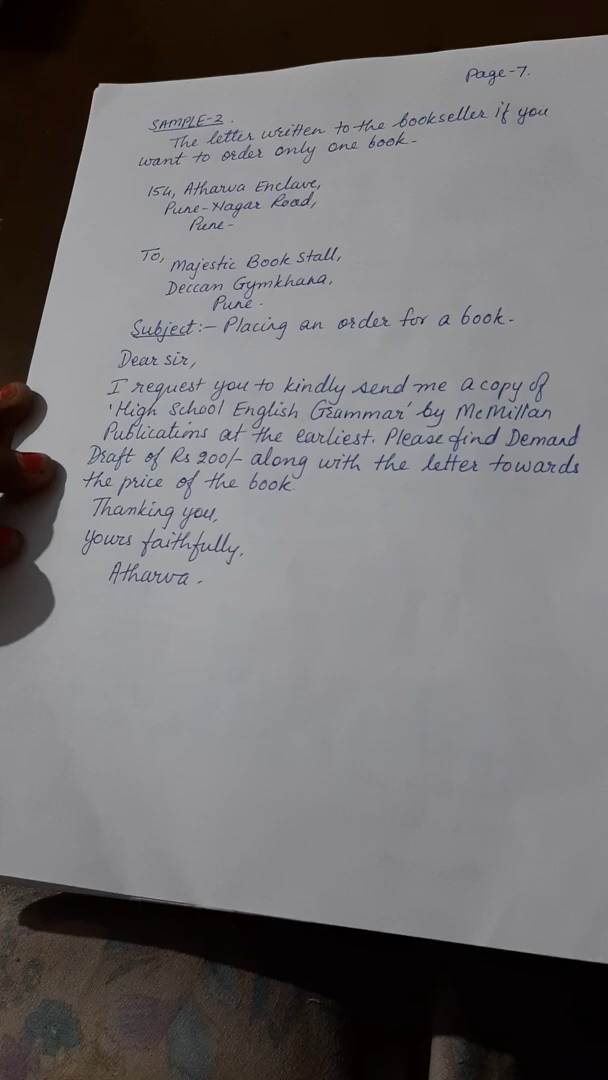 Page-7.
SAMPLE-2.
The letter written to the bookseller if you
want to order only one book.
154, Atharva Enclave,
Pune-Nagar Road,
Pune-
To,
Majestic Book Stall,
Deccan Gymkhana,
Pune.
Subject:- Placing an order for a book.
Dear sir,
I request you to kindly send me a copy of
'High School English Grammar' by McMillan
Publications at the earliest. Please find Demand
Draft of Rs 200/- along with the letter towards
the price of the book.
Thanking you,
yours faithfully,
Atharva.